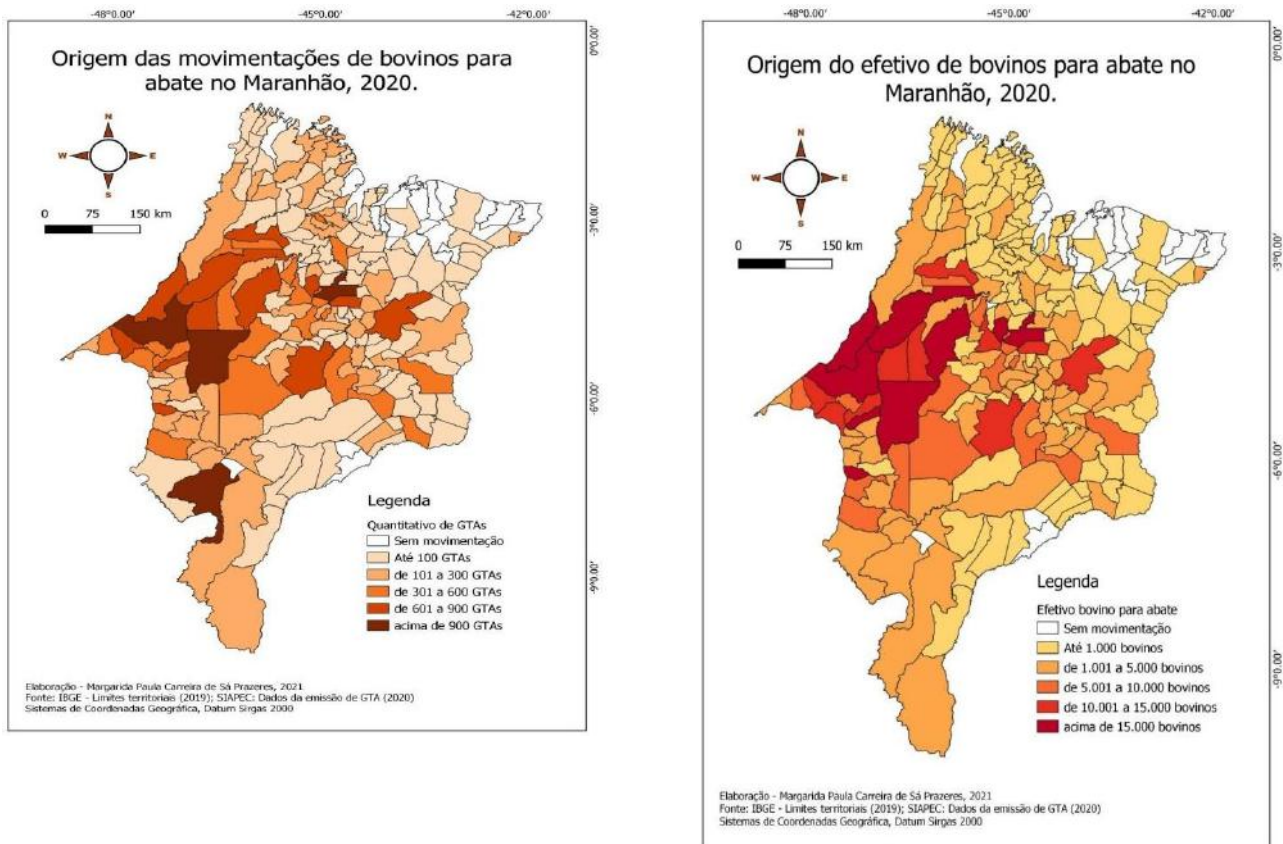 -48°0.00'
-45°0.00'
-42°0.00'
0°0.00'
Origem das movimentações de bovinos para
abate no Maranhão, 2020.
N
W
E
S
0 75 150 km
-3°0.00'
-6°0.00'
-9°0.00'
Legenda
Quantitativo de GTAs
Sem movimentação
Até 100 GTAs
de 101 a 300 GTAs
de 301 a 600 GTAs
de 601 a 900 GTAs
acima de 900 GTAs
Elaboração - Margarida Paula Carreira de Sá Prazeres, 2021
Fonte: IBGE - Limites territoriais (2019); SIAPEC: Dados da emissão de GTA (2020)
Sistemas de Coordenadas Geográfica, Datum Sirgas 2000
-48°0.00'
-45°0.00'
-42°0.00'
0°0.00'
Origem do efetivo de bovinos para abate no
Maranhão, 2020.
N
W
E
S
0 75 150 km
-3°0.00'
-6°0.00'
-9°0.00'
Legenda
Efetivo bovino para abate
Sem movimentação
Até 1.000 bovinos
de 1.001 a 5.000 bovinos
de 5.001 a 10.000 bovinos
de 10.001 a 15.000 bovinos
acima de 15.000 bovinos
Elaboração - Margarida Paula Carreira de Sá Prazeres, 2021
Fonte: IBGE - Limites territoriais (2019); SIAPEC: Dados da emissão de GTA (2020)
Sistemas de Coordenadas Geográfica, Datum Sirgas 2000